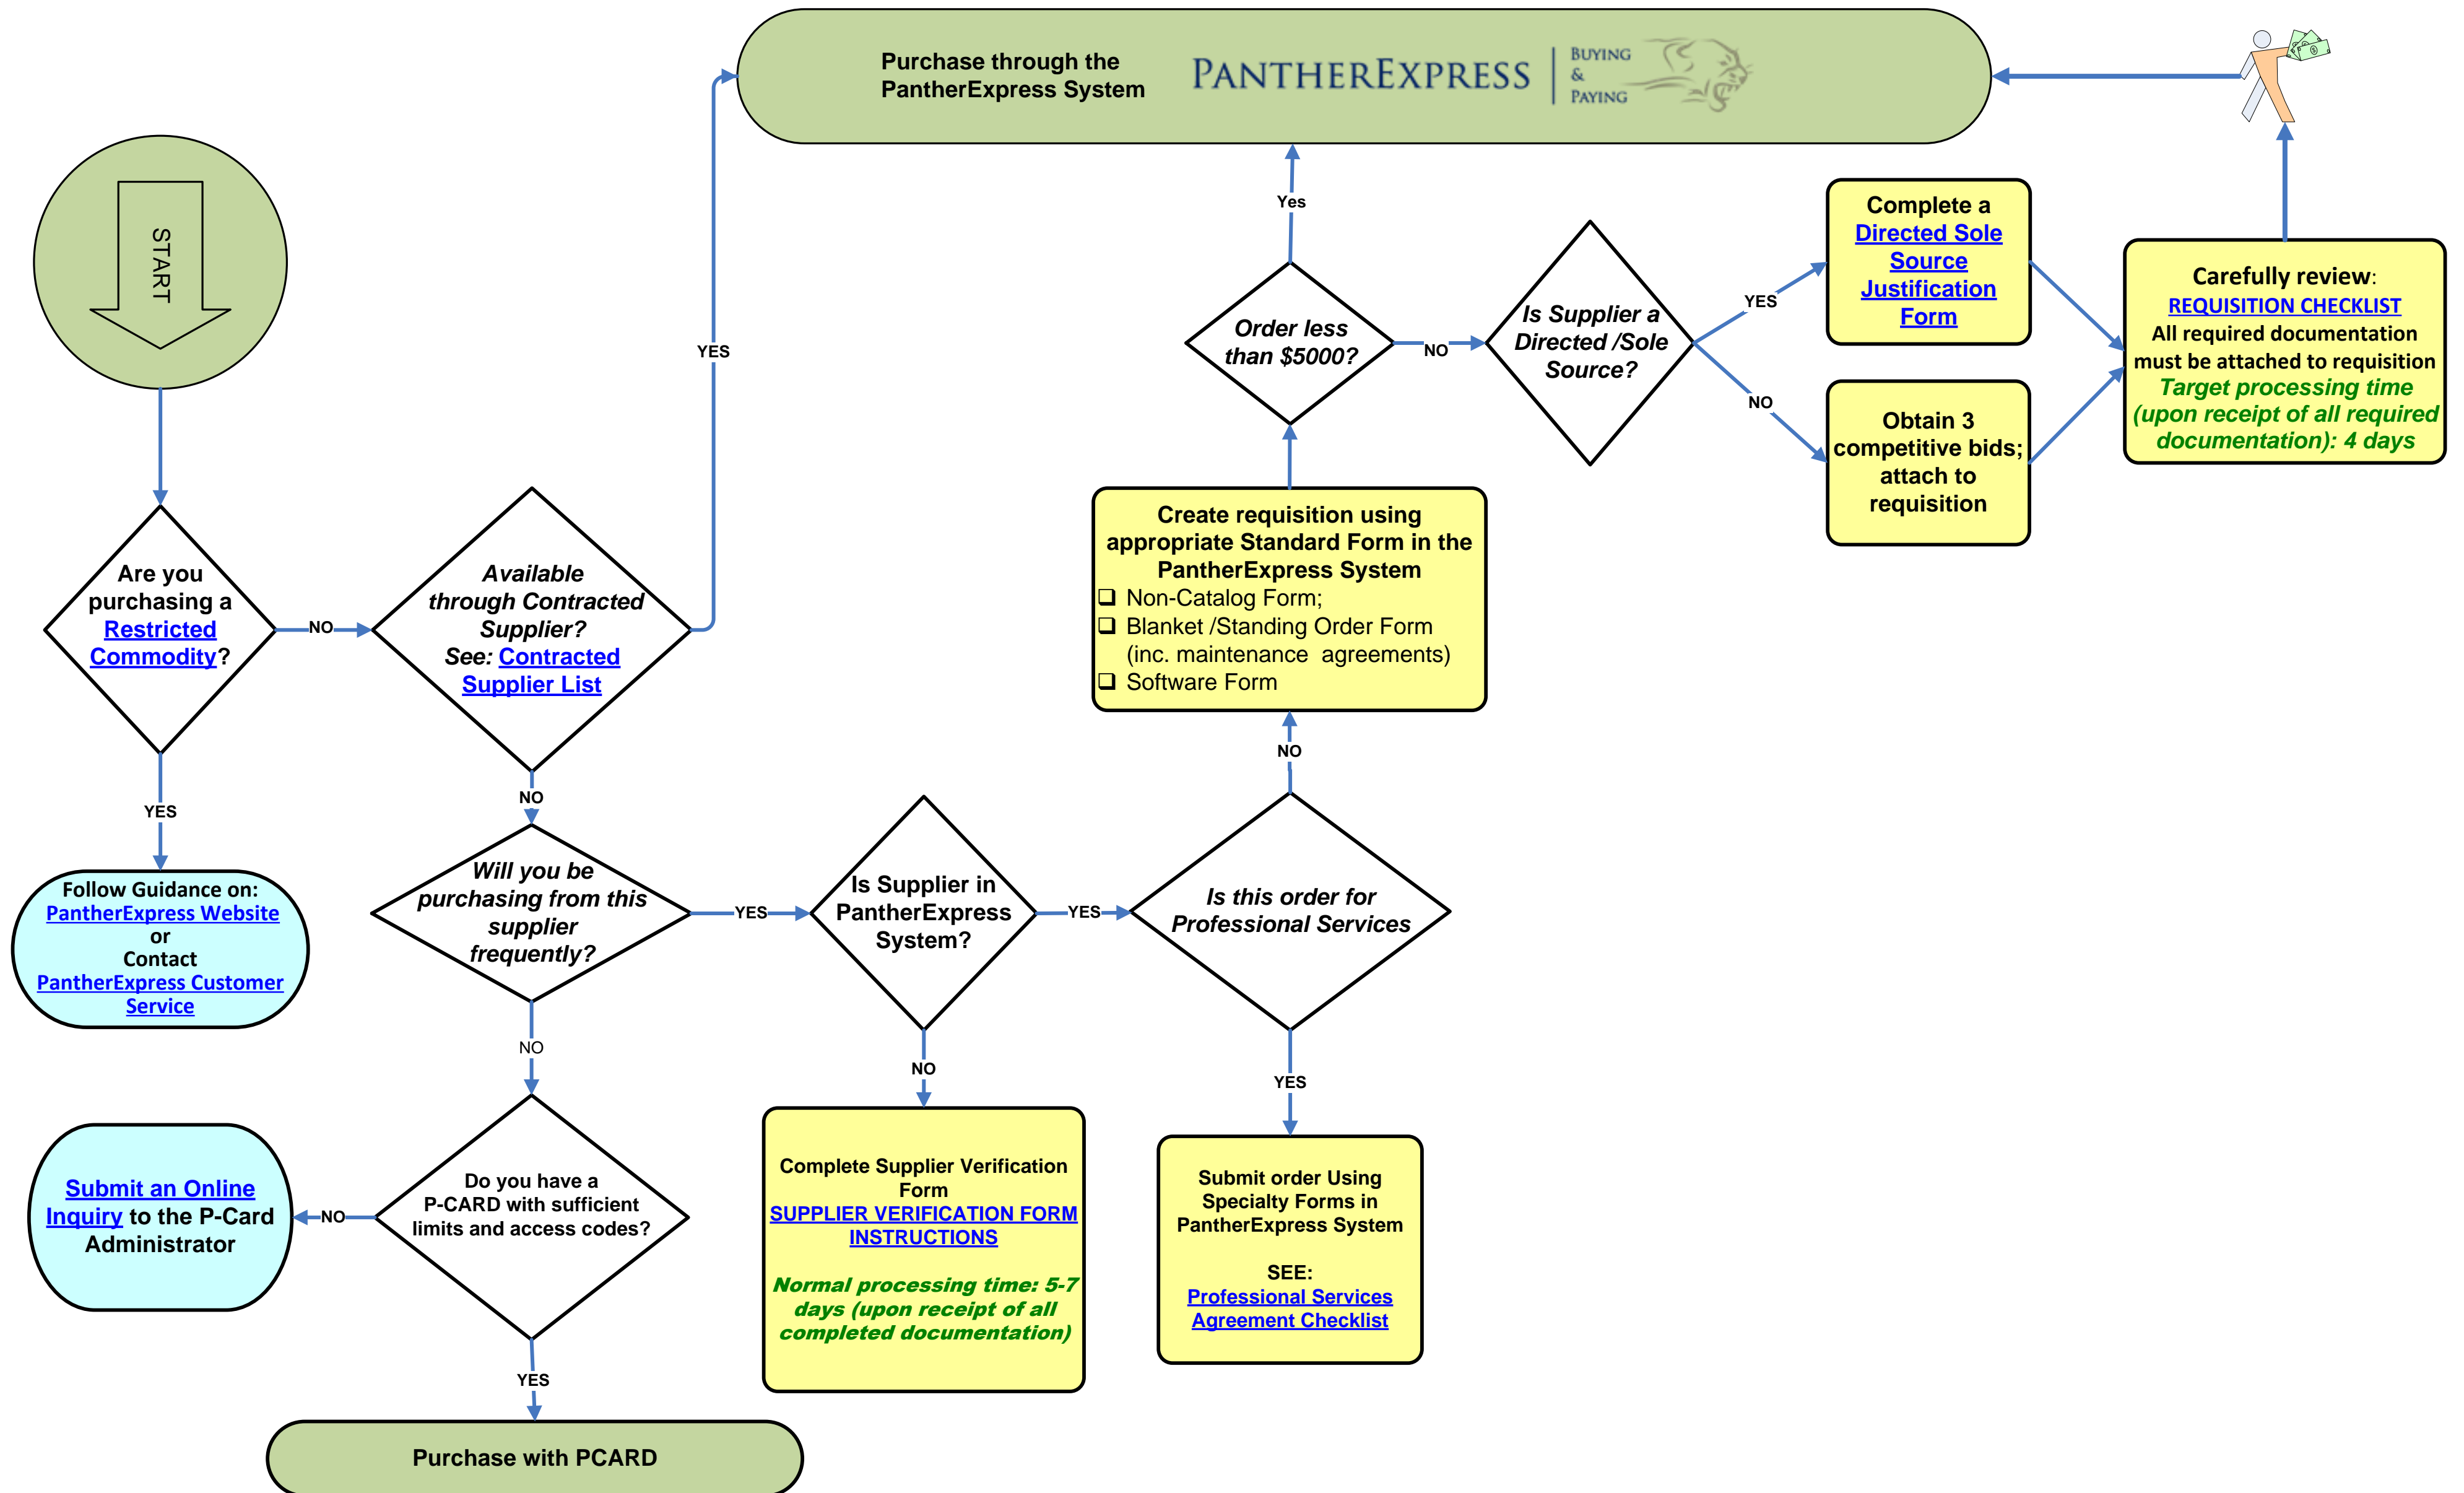 Purchase through the
PantherExpress System
PANTHEREXPRESS
BUYING
&
PAYING
START
Are you
purchasing a
Restricted
Commodity?
NO
YES
Follow Guidance on:
PantherExpress Website
or
Contact
PantherExpress Customer
Service
Available
through Contracted
Supplier?
See: Contracted
Supplier List
YES
NO
Will you be
purchasing from this
supplier
frequently?
YES
NO
Do you have a
P-CARD with sufficient
limits and access codes?
NO
Submit an Online
Inquiry to the P-Card
Administrator
YES
Purchase with PCARD
Is Supplier in
PantherExpress
System?
YES
NO
Complete Supplier Verification
Form
SUPPLIER VERIFICATION FORM
INSTRUCTIONS
Normal processing time: 5-7
days (upon receipt of all
completed documentation)
Is this order for
Professional Services
YES
Submit order Using
Specialty Forms in
PantherExpress System
SEE:
Professional Services
Agreement Checklist
NO
Create requisition using
appropriate Standard Form in the
PantherExpress System
❑ Non-Catalog Form;
❑ Blanket /Standing Order Form
(inc. maintenance agreements)
❑ Software Form
Order less
than $5000?
Yes
NO
Is Supplier a
Directed /Sole
Source?
YES
Complete a
Directed Sole
Source
Justification
Form
NO
Obtain 3
competitive bids;
attach to
requisition
Carefully review:
REQUISITION CHECKLIST
All required documentation
must be attached to requisition
Target processing time
(upon receipt of all required
documentation): 4 days